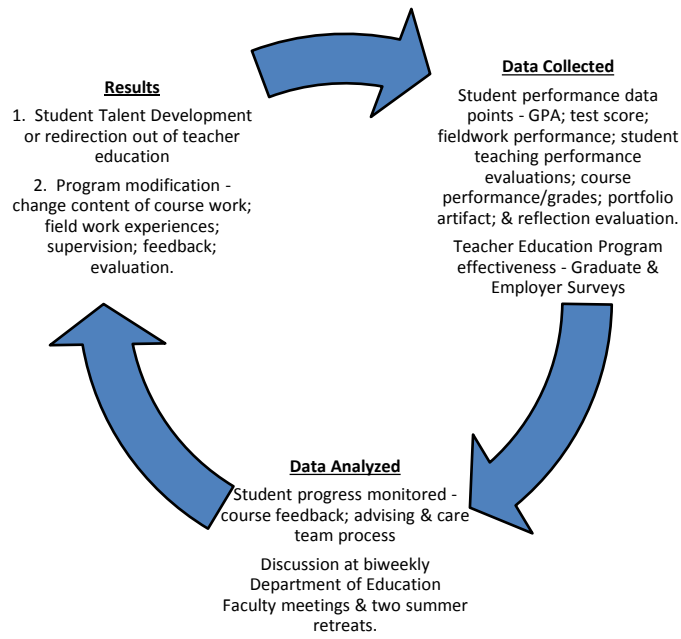 Results
1. Student Talent Development
or redirection out of teacher
education
2. Program modification -
change content of course work;
field work experiences;
supervision; feedback;
evaluation.
Data Collected
Student performance data
points - GPA; test score;
fieldwork performance; student
teaching performance
evaluations; course
performance/grades; portfolio
artifact; & reflection evaluation.
Teacher Education Program
effectiveness - Graduate &
Employer Surveys
Data Analyzed
Student progress monitored -
course feedback; advising & care
team process
Discussion at biweekly
Department of Education
Faculty meetings & two summer
retreats.